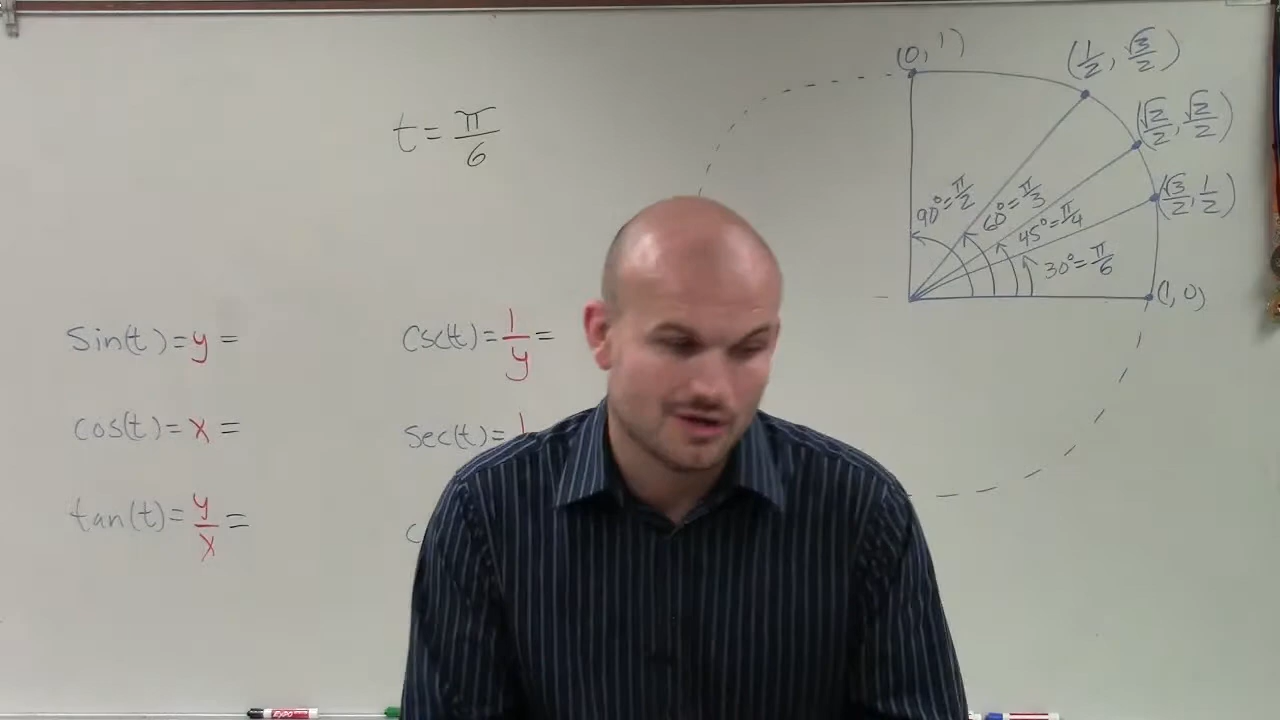 t = π/6
sin(t) = y =
cos(t) = x =
tan(t) = y/x =
csc(t) = 1/y =
sec(t) = 1
c
(0, 1)
(1/2, √3/2)
(√2/2, √2/2)
(√3/2, 1/2)
(1, 0)
90° = π/2
60° = π/3
45° = π/4
30° = π/6